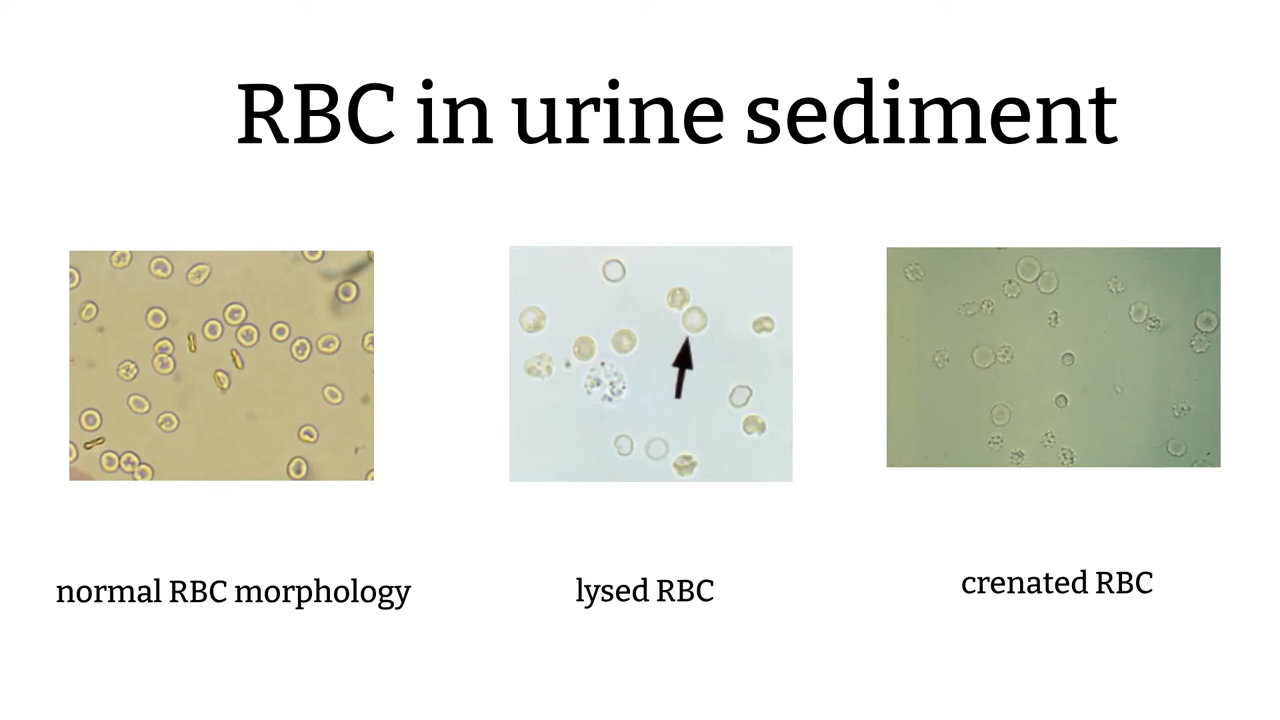 RBC in urine sediment
normal RBC morphology
lysed RBC
crenated RBC